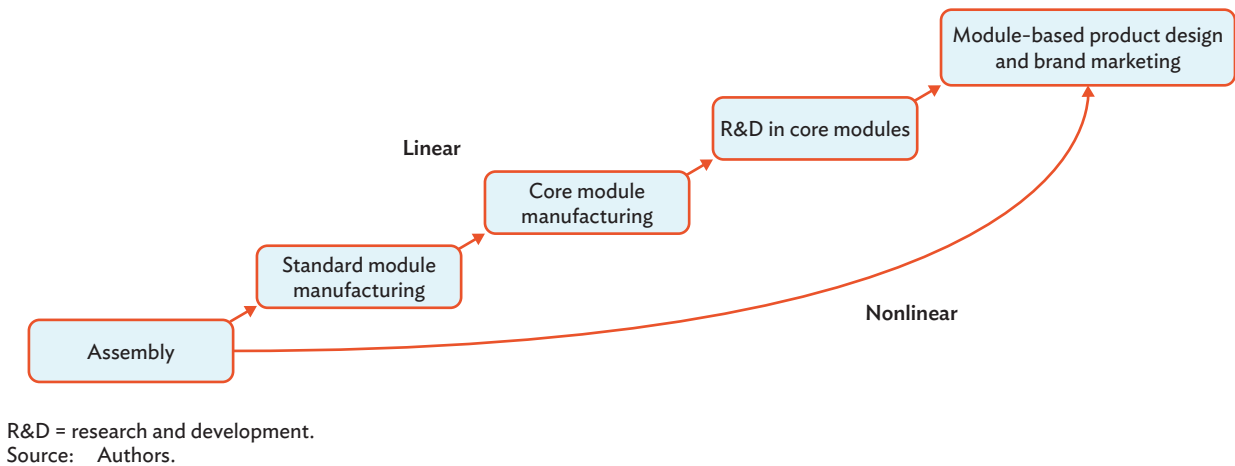 Module-based product design
and brand marketing
R&D in core modules
Linear
Core module
manufacturing
Standard module
manufacturing
Nonlinear
Assembly
R&D = research and development.
Source: Authors.